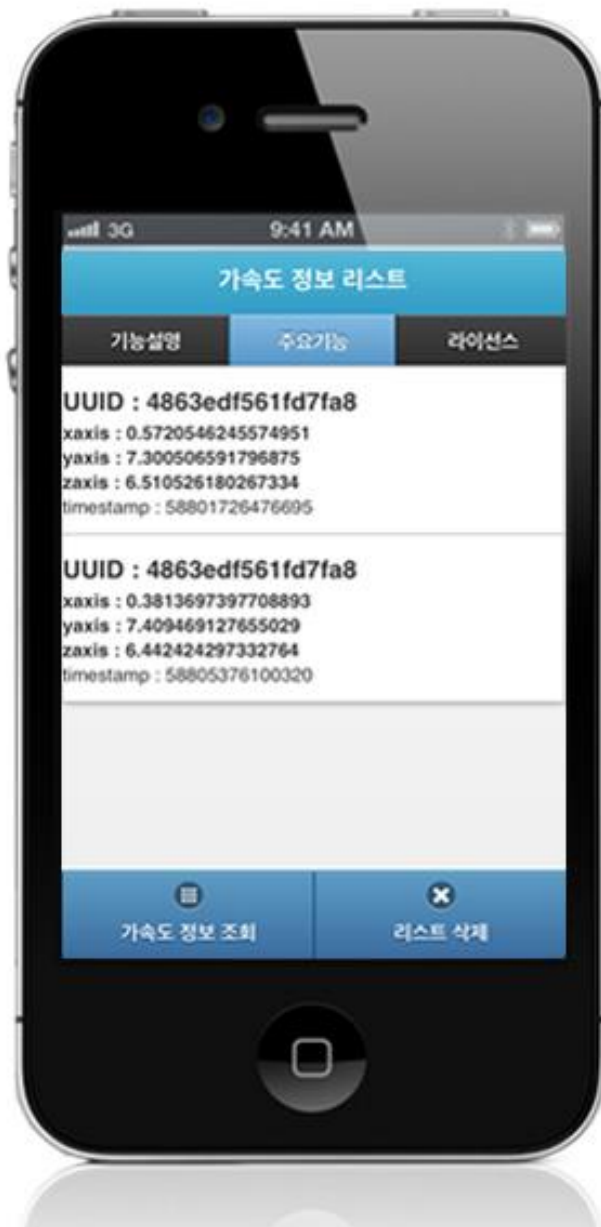 3G 9:41 AM
가속도 정보 리스트
기능설명 주요기능 라이선스
UUID : 4863edf561fd7fa8
xaxis : 0.5720546245574951
yaxis : 7.300506591796875
zaxis : 6.510526180267334
timestamp : 58801726476695
UUID : 4863edf561fd7fa8
xaxis : 0.3813697397708893
yaxis : 7.409469127655029
zaxis : 6.442424297332764
timestamp : 58805376100320
가속도 정보 조회 리스트 삭제